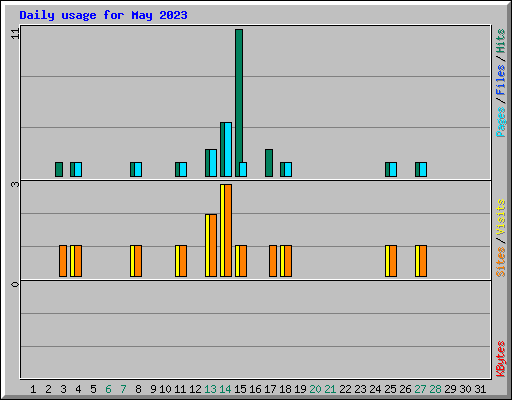 Daily usage for May 2023
11
3
0
Pages/Files/Hits
Sites/Visits
KBytes
1 2 3 4 5 6 7 8 9 10 11 12 13 14 15 16 17 18 19 20 21 22 23 24 25 26 27 28 29 30 31